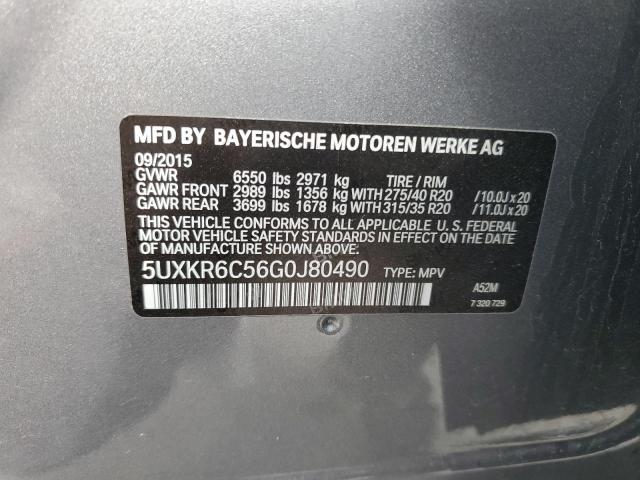 MFD BY BAYERISCHE MOTOREN WERKE AG
09/2015
GVWR 6550 lbs 2971 kg TIRE / RIM
GAWR FRONT 2989 lbs 1356 kg WITH 275/40 R20 /10.0J x 20
GAWR REAR 3699 lbs 1678 kg WITH 315/35 R20 /11.0J x 20
THIS VEHICLE CONFORMS TO ALL APPLICABLE U. S. FEDERAL
MOTOR VEHICLE SAFETY STANDARDS IN EFFECT ON THE DATE
OF MANUFACTURE SHOWN ABOVE.
5UXKR6C56G0J80490 TYPE: MPV A52M
7 320 729